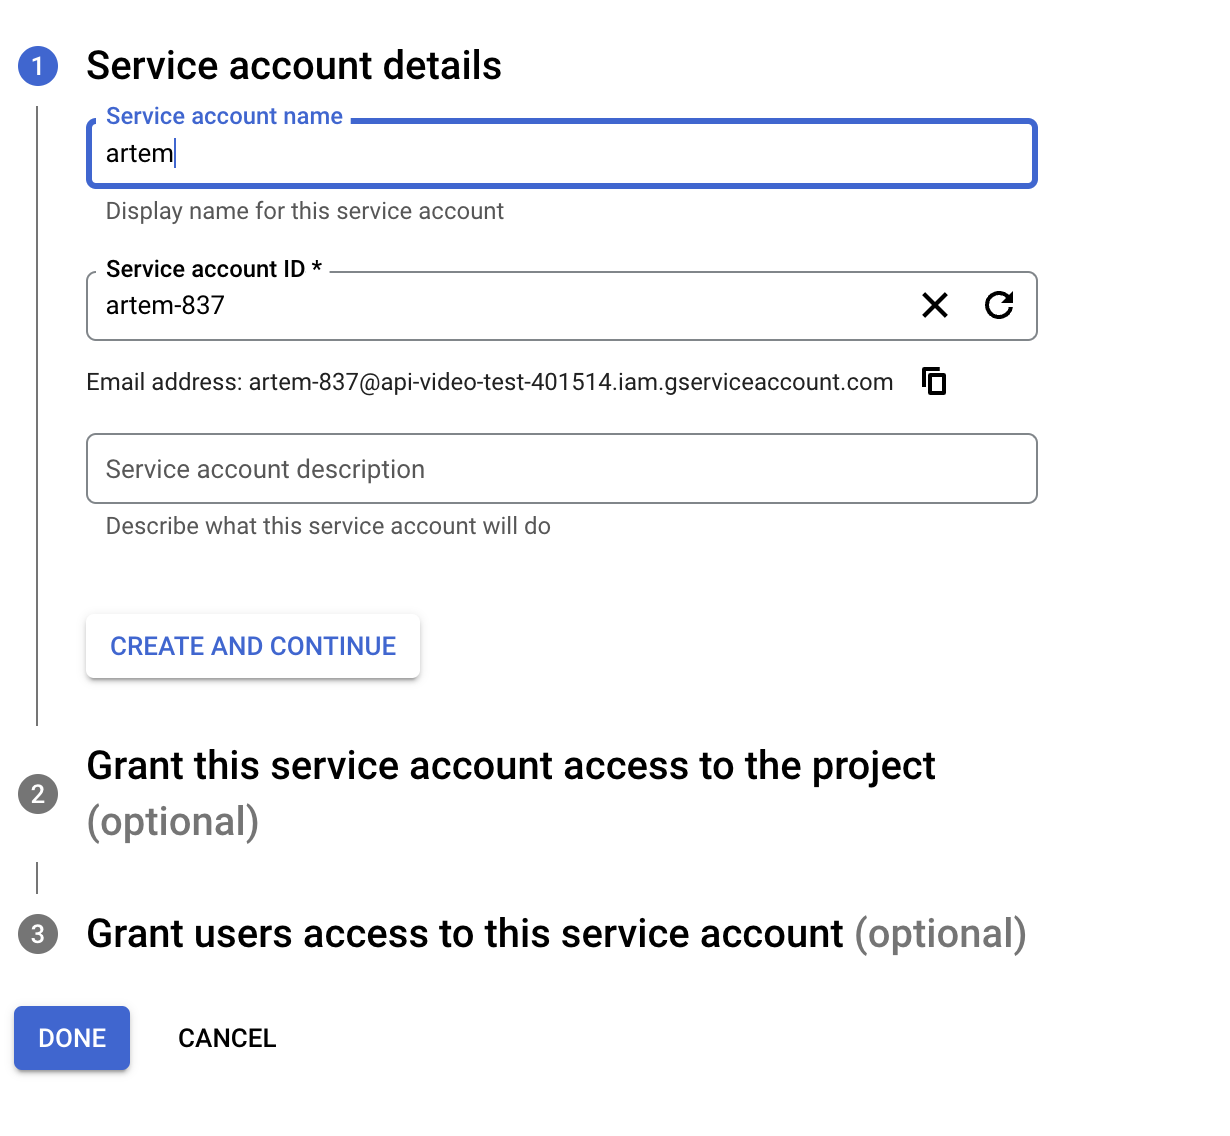 1 Service account details
Service account name
artem
Display name for this service account
Service account ID *
artem-837
Email address: artem-837@api-video-test-401514.iam.gserviceaccount.com
Service account description
Describe what this service account will do
CREATE AND CONTINUE
2 Grant this service account access to the project
(optional)
3 Grant users access to this service account (optional)
DONE CANCEL